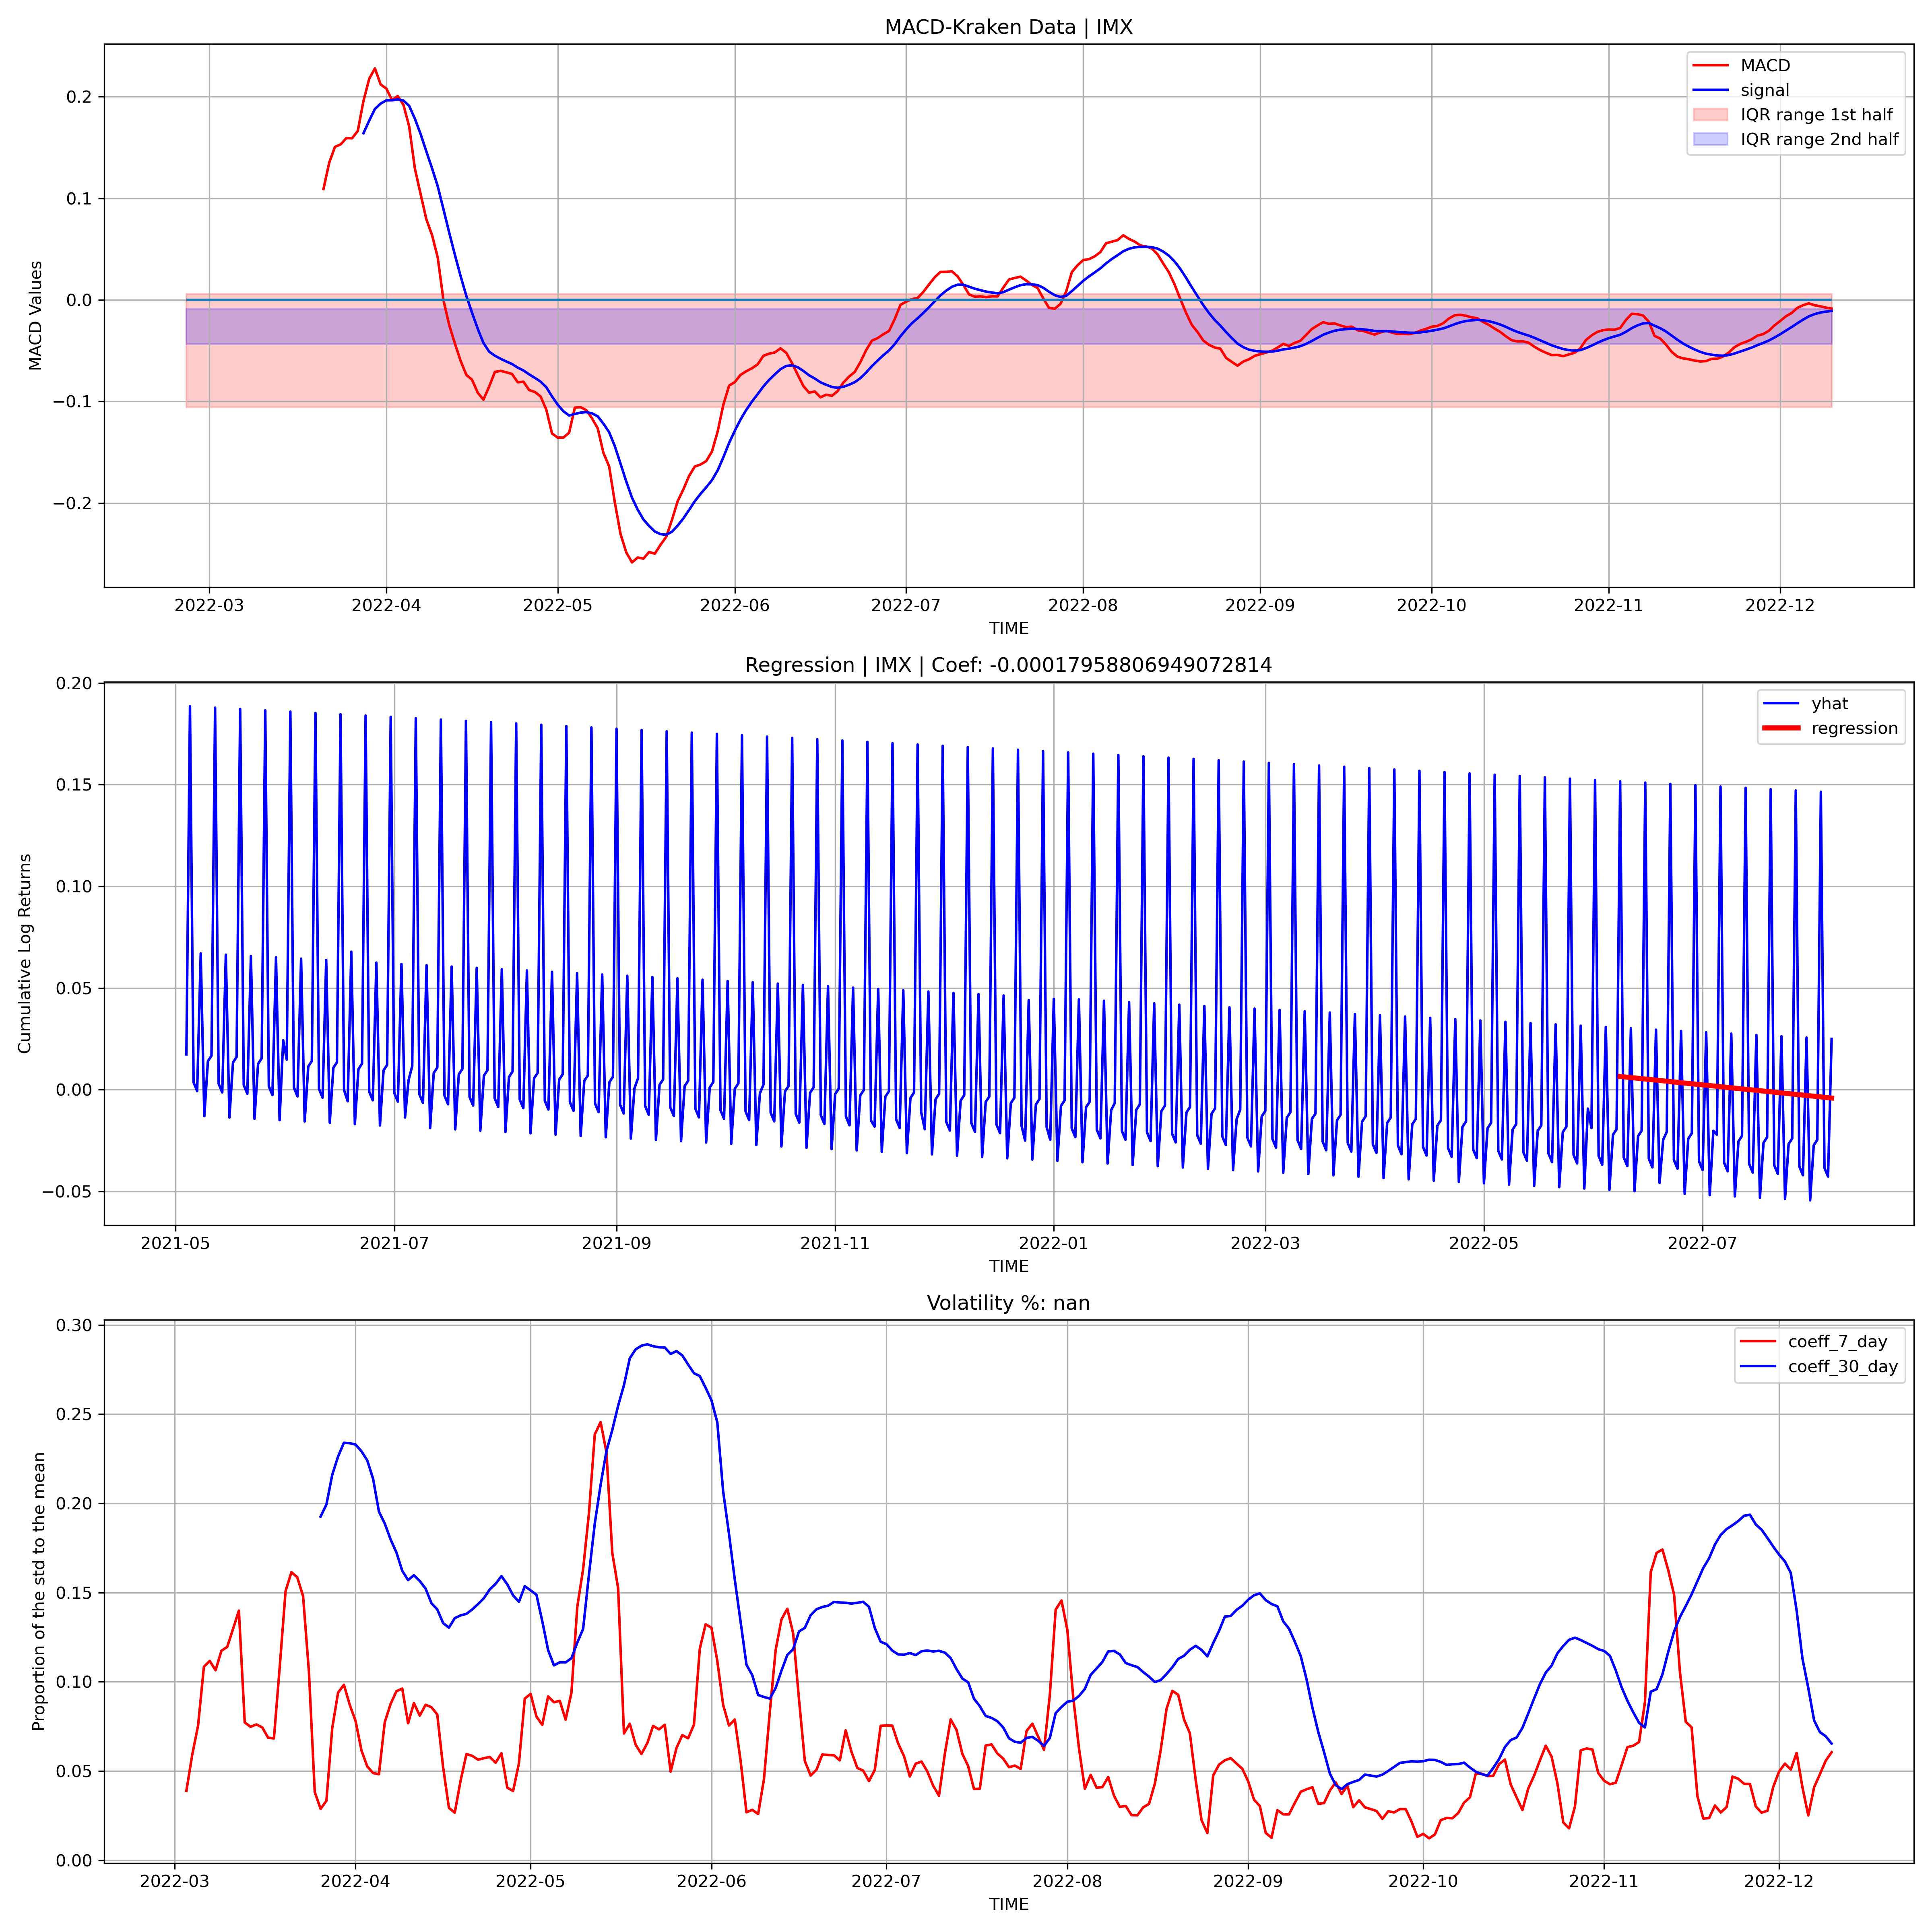 MACD-Kraken Data | IMX
MACD Values
0.2
0.1
0.0
−0.1
−0.2
MACD
signal
IQR range 1st half
IQR range 2nd half
2022-03 2022-04 2022-05 2022-06 2022-07 2022-08 2022-09 2022-10 2022-11 2022-12
TIME
Regression | IMX | Coef: -0.00017958806949072814
Cumulative Log Returns
0.20
0.15
0.10
0.05
0.00
−0.05
yhat
regression
2021-05 2021-07 2021-09 2021-11 2022-01 2022-03 2022-05 2022-07
TIME
Volatility %: nan
Proportion of the std to the mean
0.30
0.25
0.20
0.15
0.10
0.05
0.00
coeff_7_day
coeff_30_day
2022-03 2022-04 2022-05 2022-06 2022-07 2022-08 2022-09 2022-10 2022-11 2022-12
TIME